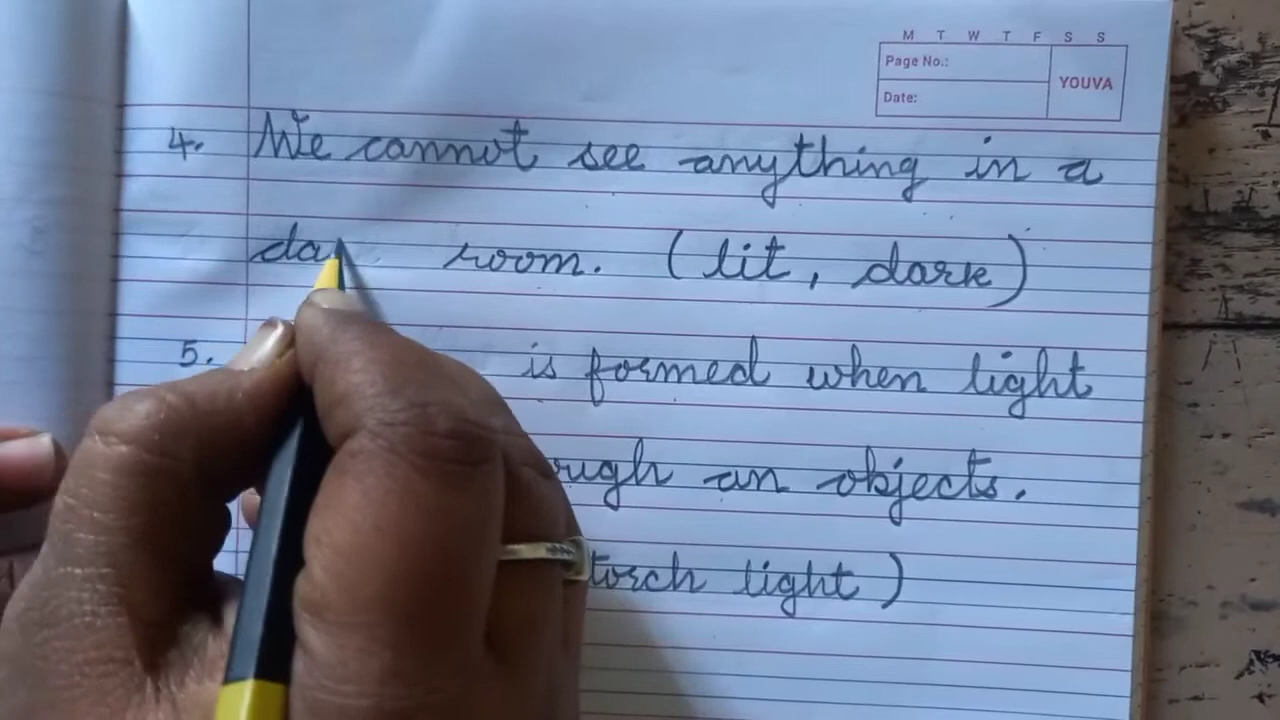 M T W T F S S
Page No.:
YOUVA
Date:
4. We cannot see anything in a
da room. (lit, dark)
5. is formed when light
ough an objects.
torch light)